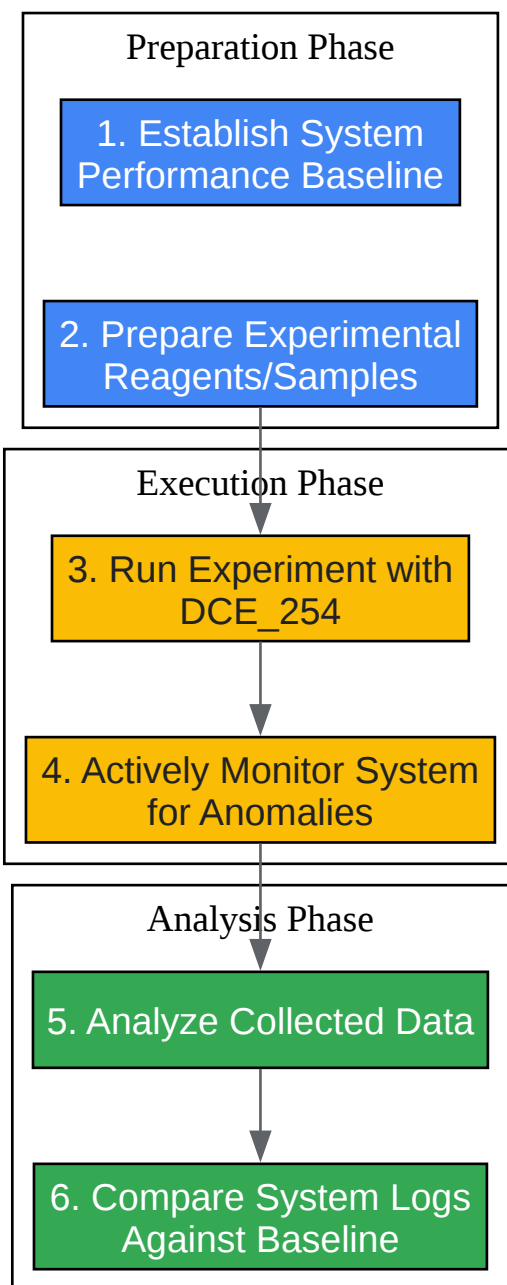 Preparation Phase
1. Establish System
Performance Baseline
2. Prepare Experimental
Reagents/Samples
Execution Phase
3. Run Experiment with
DCE_254
4. Actively Monitor System
for Anomalies
Analysis Phase
5. Analyze Collected Data
6. Compare System Logs
Against Baseline